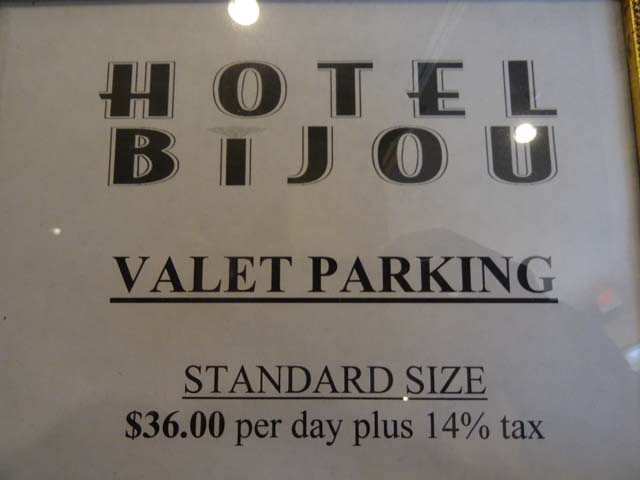 HOTEL
BIJOU
VALET PARKING
STANDARD SIZE
$36.00 per day plus 14% tax